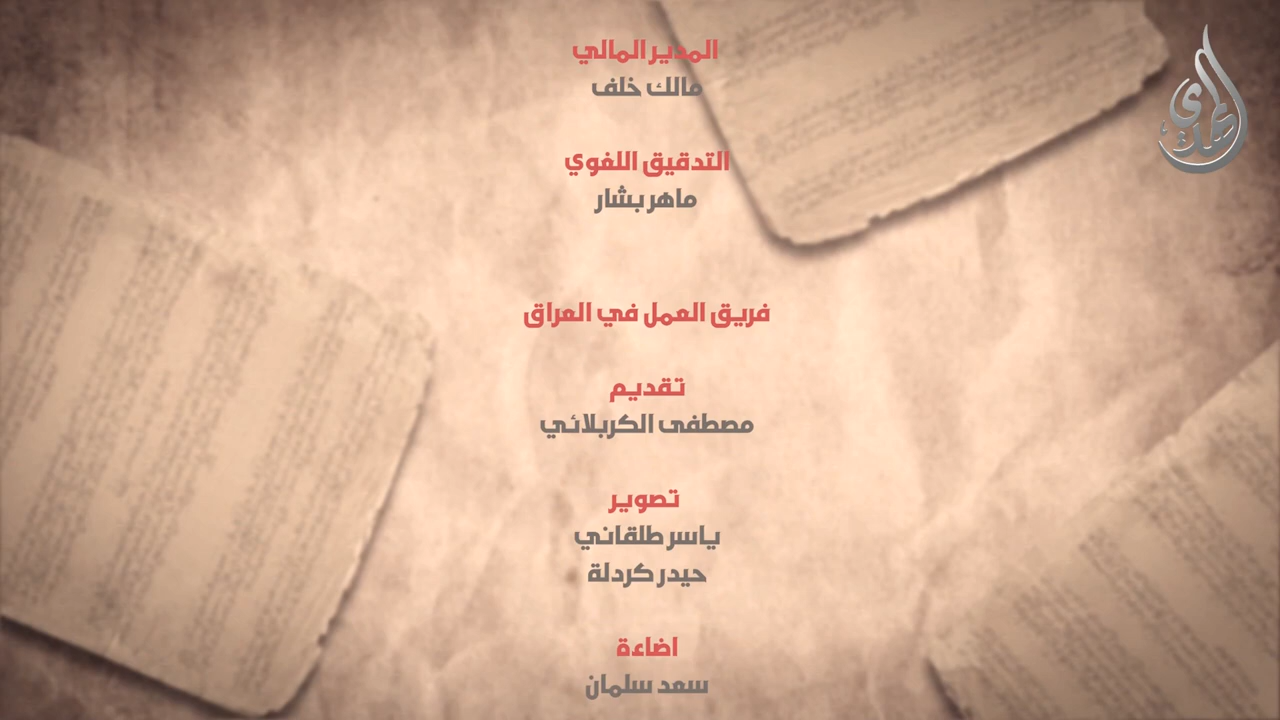 المدير المالي
مالك خلف
التدقيق اللغوي
ماهر بشار
فريق العمل في العراق
تقديم
مصطفى الكربلائي
تصوير
ياسر طلقاني
حيدر كردلة
اضاءة
سعد سلمان